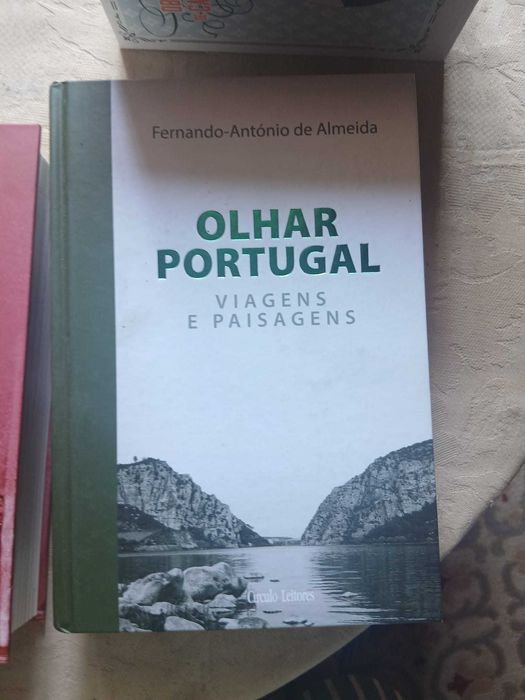 Fernando-António de Almeida
OLHAR
PORTUGAL
VIAGENS
E PAISAGENS
Círculo Leitores